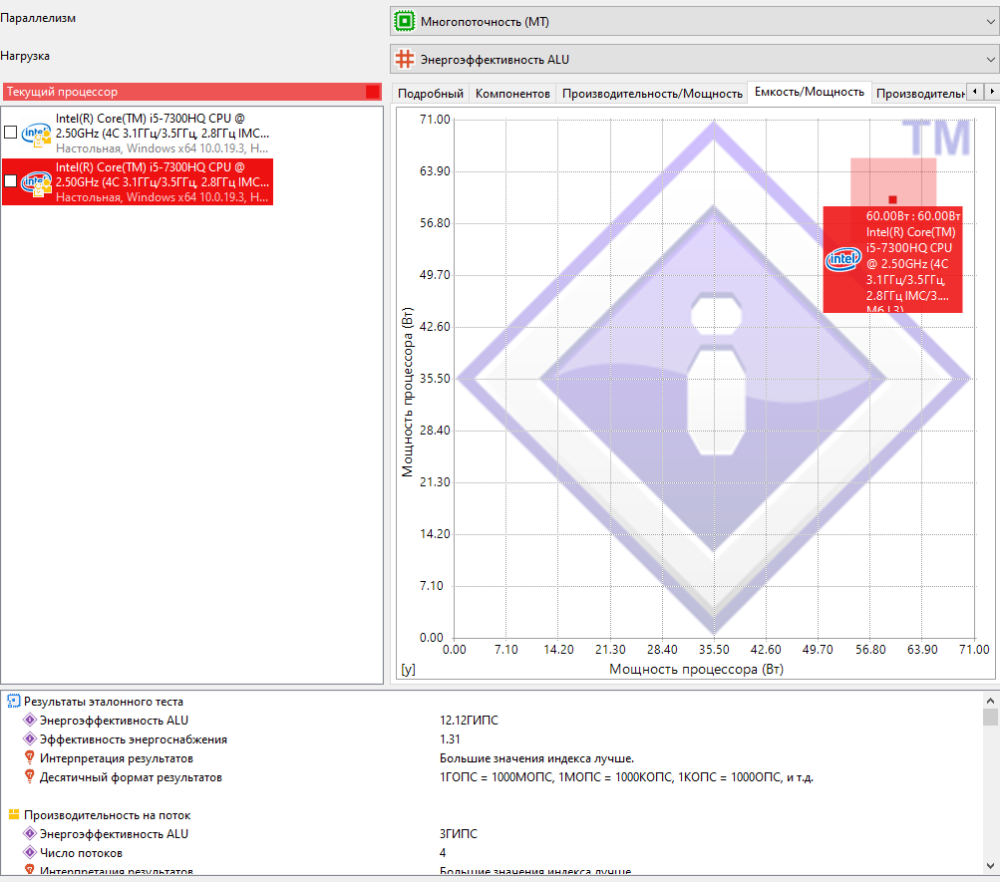 Параллелизм
Многопоточность (МТ)
Нагрузка
Энергоэффективность ALU
Текущий процессор
Intel(R) Core(TM) i5-7300HQ CPU @
2.50GHz (4C 3.1ГГц/3.5ГГц, 2.8ГГц IMC...
Настольная, Windows x64 10.0.19.3, H...
Intel(R) Core(TM) i5-7300HQ CPU @
2.50GHz (4C 3.1ГГц/3.5ГГц, 2.8ГГц IMC...
Настольная, Windows x64 10.0.19.3, H...
Подробный Компонентов Производительность/Мощность Емкость/Мощность Производительн
TM
71.00
63.90
56.80
49.70
42.60
35.50
28.40
21.30
14.20
7.10
0.00
Мощность процессора (Вт)
60.00Вт : 60.00Вт
Intel(R) Core(TM)
i5-7300HQ CPU
@ 2.50GHz (4C
3.1ГГц/3.5ГГц,
2.8ГГц IMC/3....
M6 L3)
intel
0.00 7.10 14.20 21.30 28.40 35.50 42.60 49.70 56.80 63.90 71.00
[y] Мощность процессора (Вт)
Результаты эталонного теста
Энергоэффективность ALU 12.12ГИПС
Эффективность энергоснабжения 1.31
Интерпретация результатов Большие значения индекса лучше.
Десятичный формат результатов 1ГОПС = 1000МОПС, 1МОПС = 1000КОПС, 1КОПС = 1000ОПС, и т.д.
Производительность на поток
Энергоэффективность ALU 3ГИПС
Число потоков 4
Интерпретация результатов Большие значения индекса лучше.